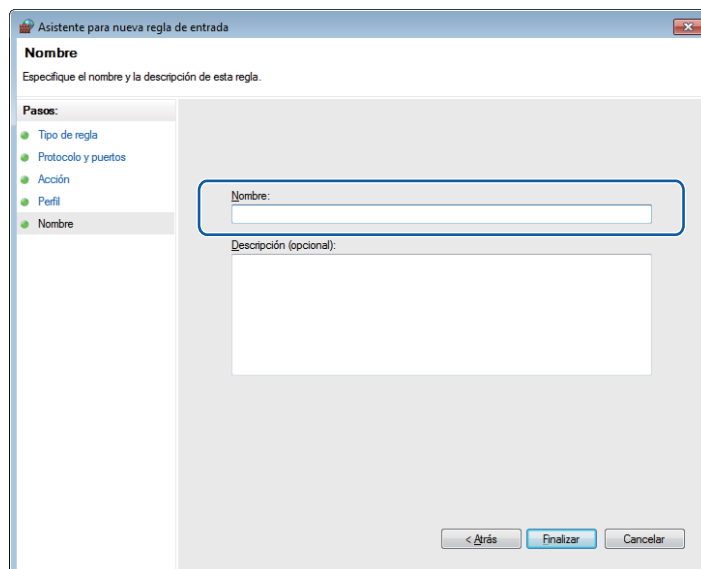 Asistente para nueva regla de entrada
Nombre
Especifique el nombre y la descripción de esta regla.
Pasos:
Tipo de regla
Protocolo y puertos
Acción
Perfil
Nombre
Nombre:
Descripción (opcional):
< Atrás
Finalizar
Cancelar